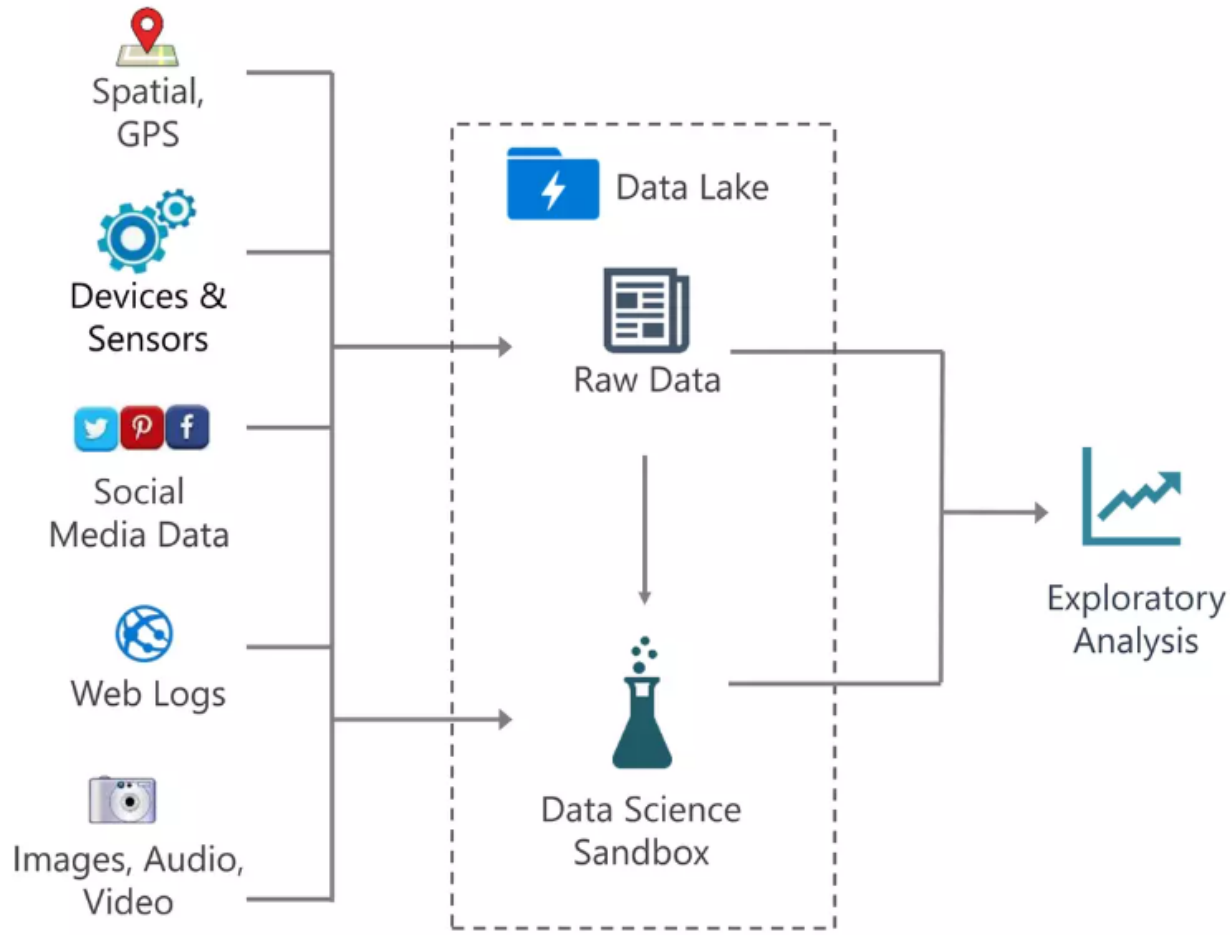 Spatial,
GPS
Devices &
Sensors
Social
Media Data
Web Logs
Images, Audio,
Video
Data Lake
Raw Data
Data Science
Sandbox
Exploratory
Analysis